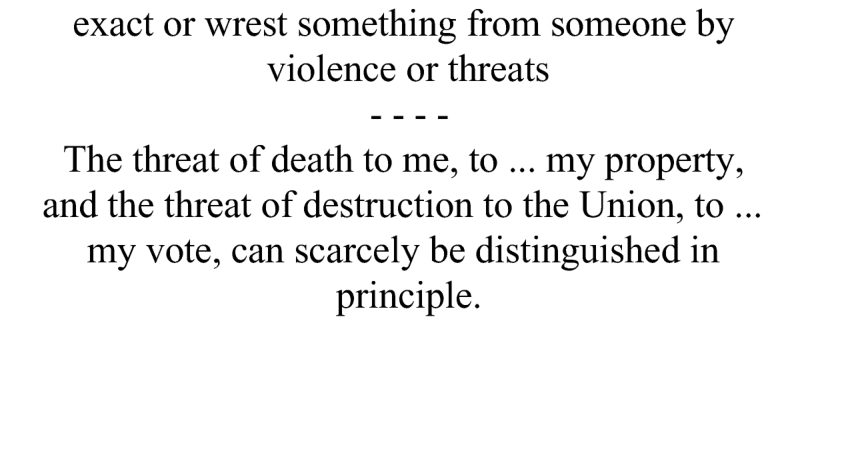 exact or wrest something from someone by
violence or threats
- - - -
The threat of death to me, to ... my property,
and the threat of destruction to the Union, to ...
my vote, can scarcely be distinguished in
principle.